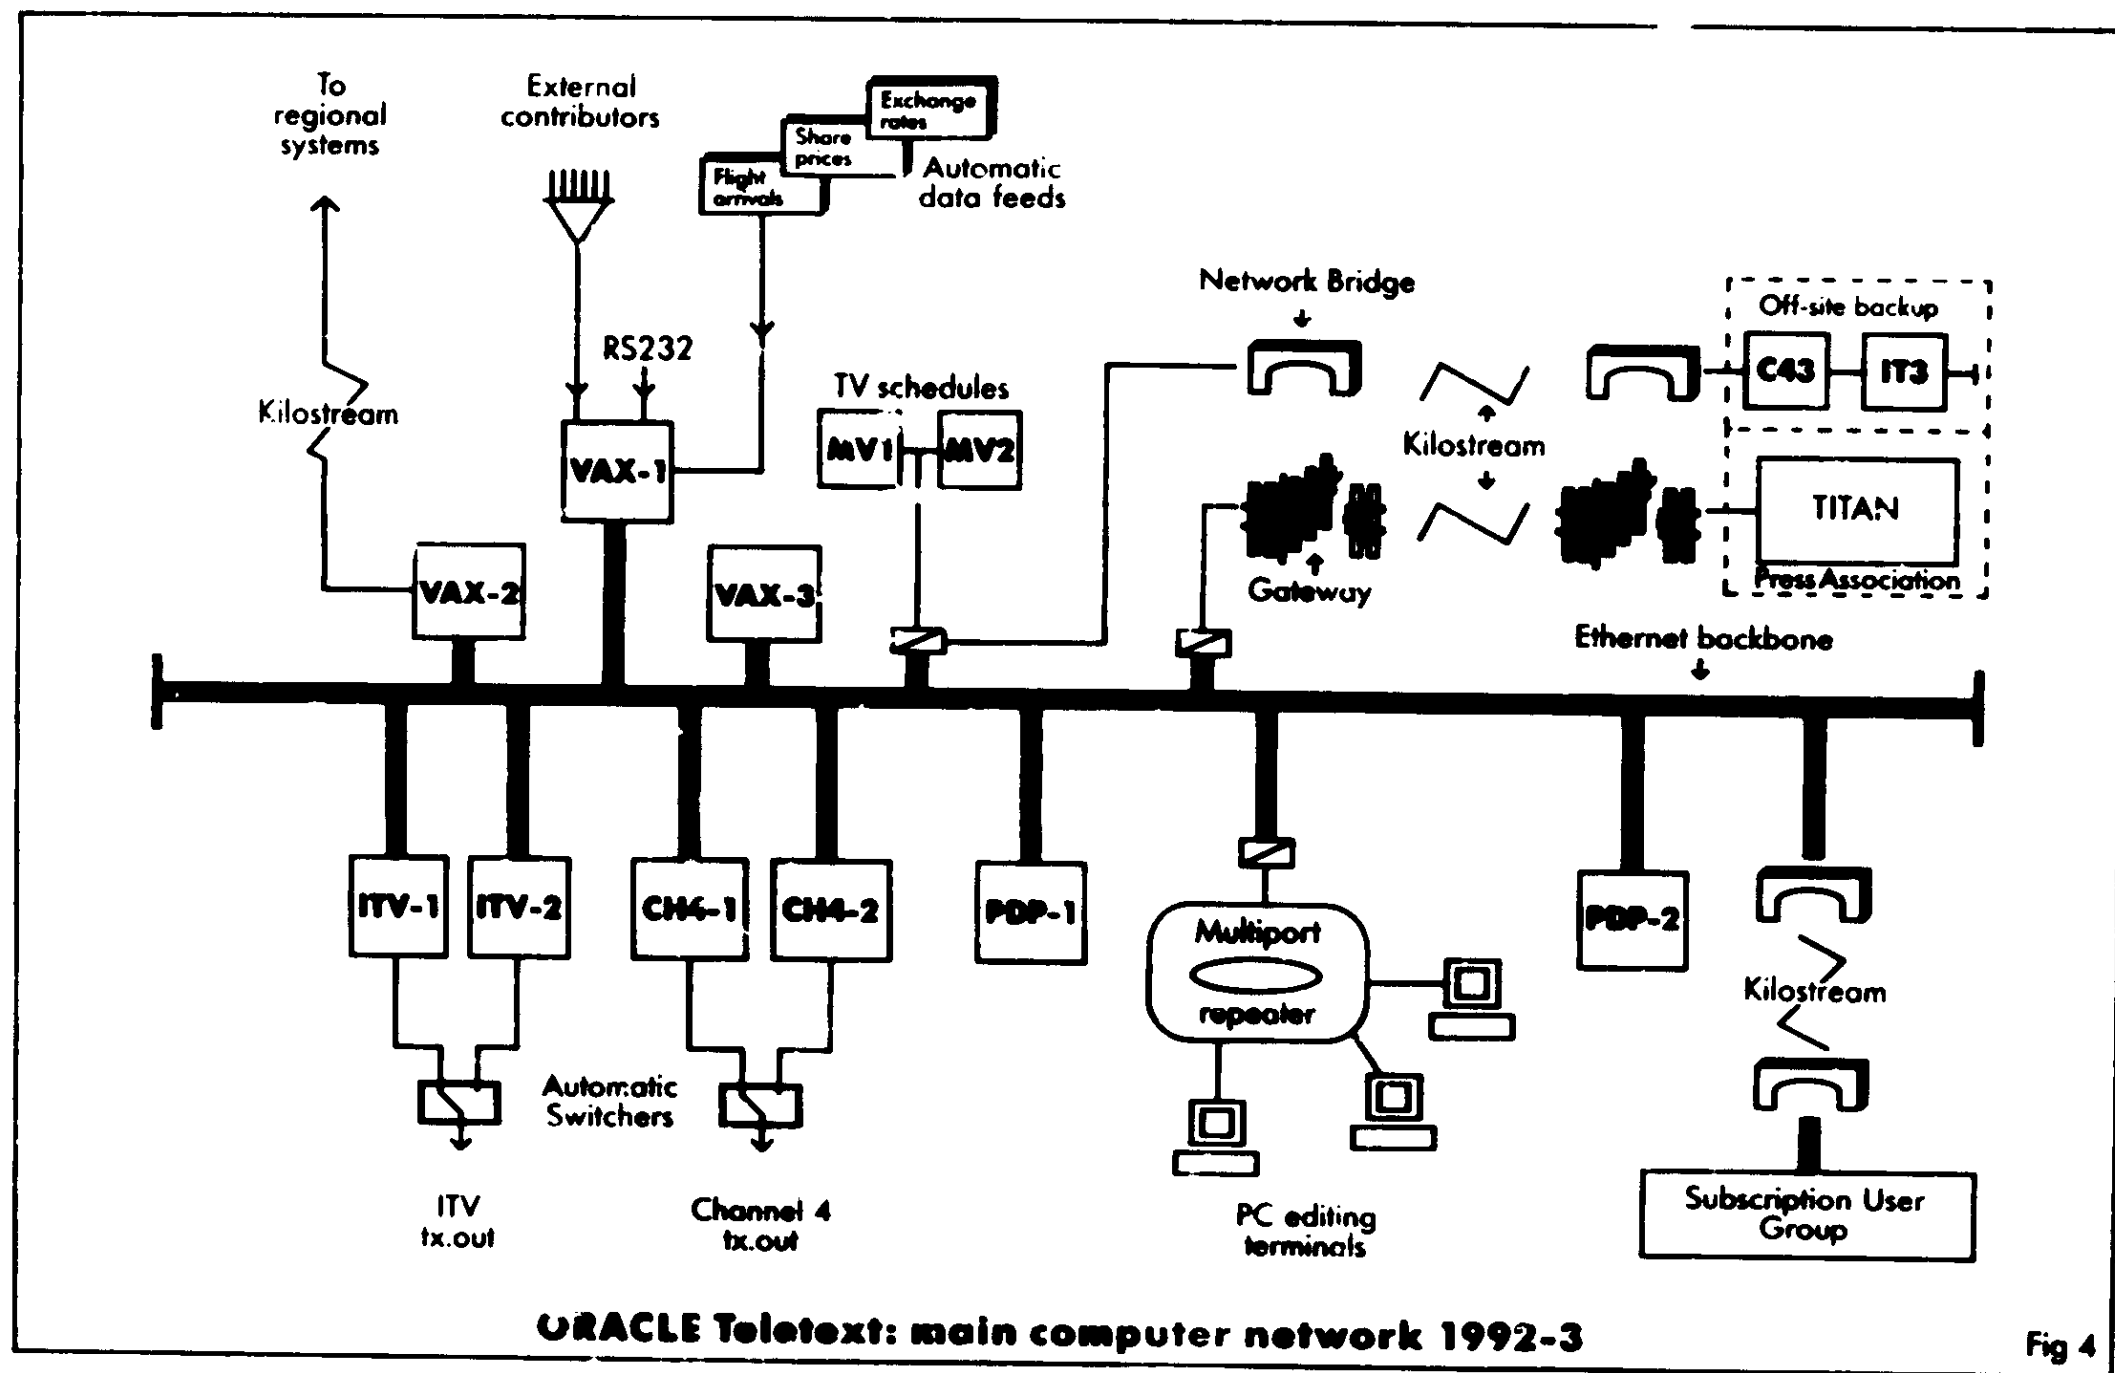 To
regional
systems
External
contributors
Exchange
rates
Share
prices
Flight
arrivals
Automatic
data feeds
Network Bridge
Off-site backup
C43
IT3
RS232
TV schedules
MV1
MV2
Kilostream
Kilostream
VAX-1
TITAN
Press Association
Gateway
VAX-2
VAX-3
Ethernet backbone
ITV-1
ITV-2
CH4-1
CH4-2
PDP-1
Multiport
repeater
PDP-2
Kilostream
Automatic
Switchers
ITV
tx.out
Channel 4
tx.out
PC editing
terminals
Subscription User
Group
ORACLE Teletext: main computer network 1992-3
Fig 4